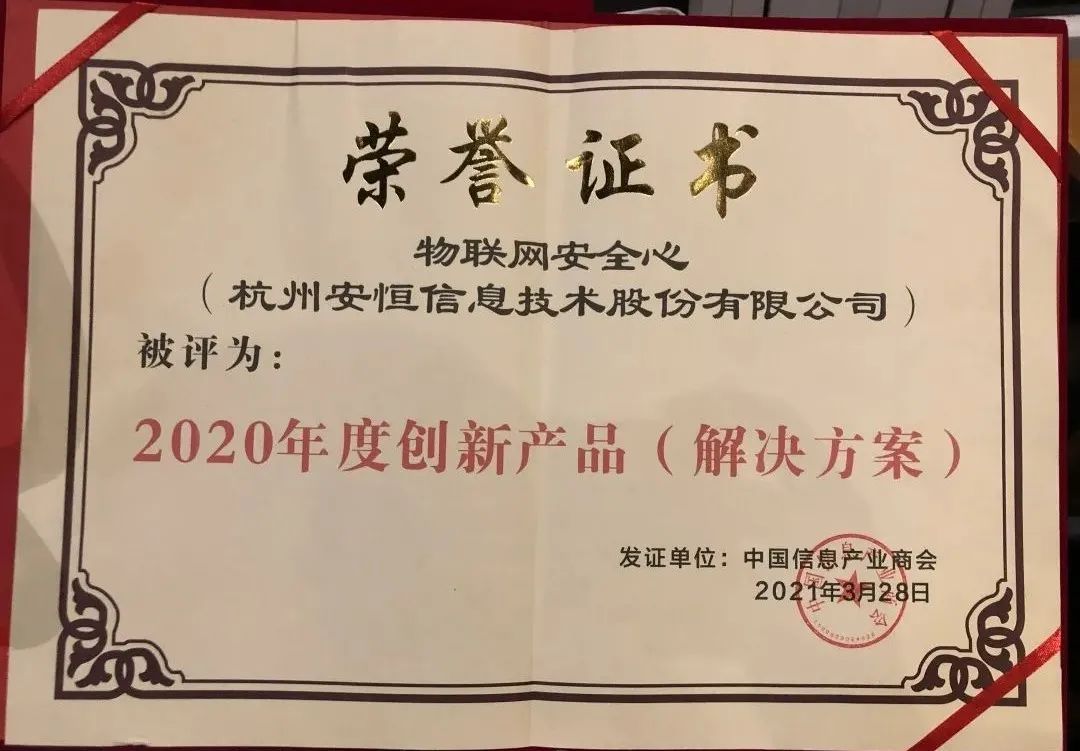 荣誉证书
物联网安全心
（杭州安恒信息技术股份有限公司）
被评为：
2020年度创新产品（解决方案）
发证单位：中国信息产业商会
2021年3月28日